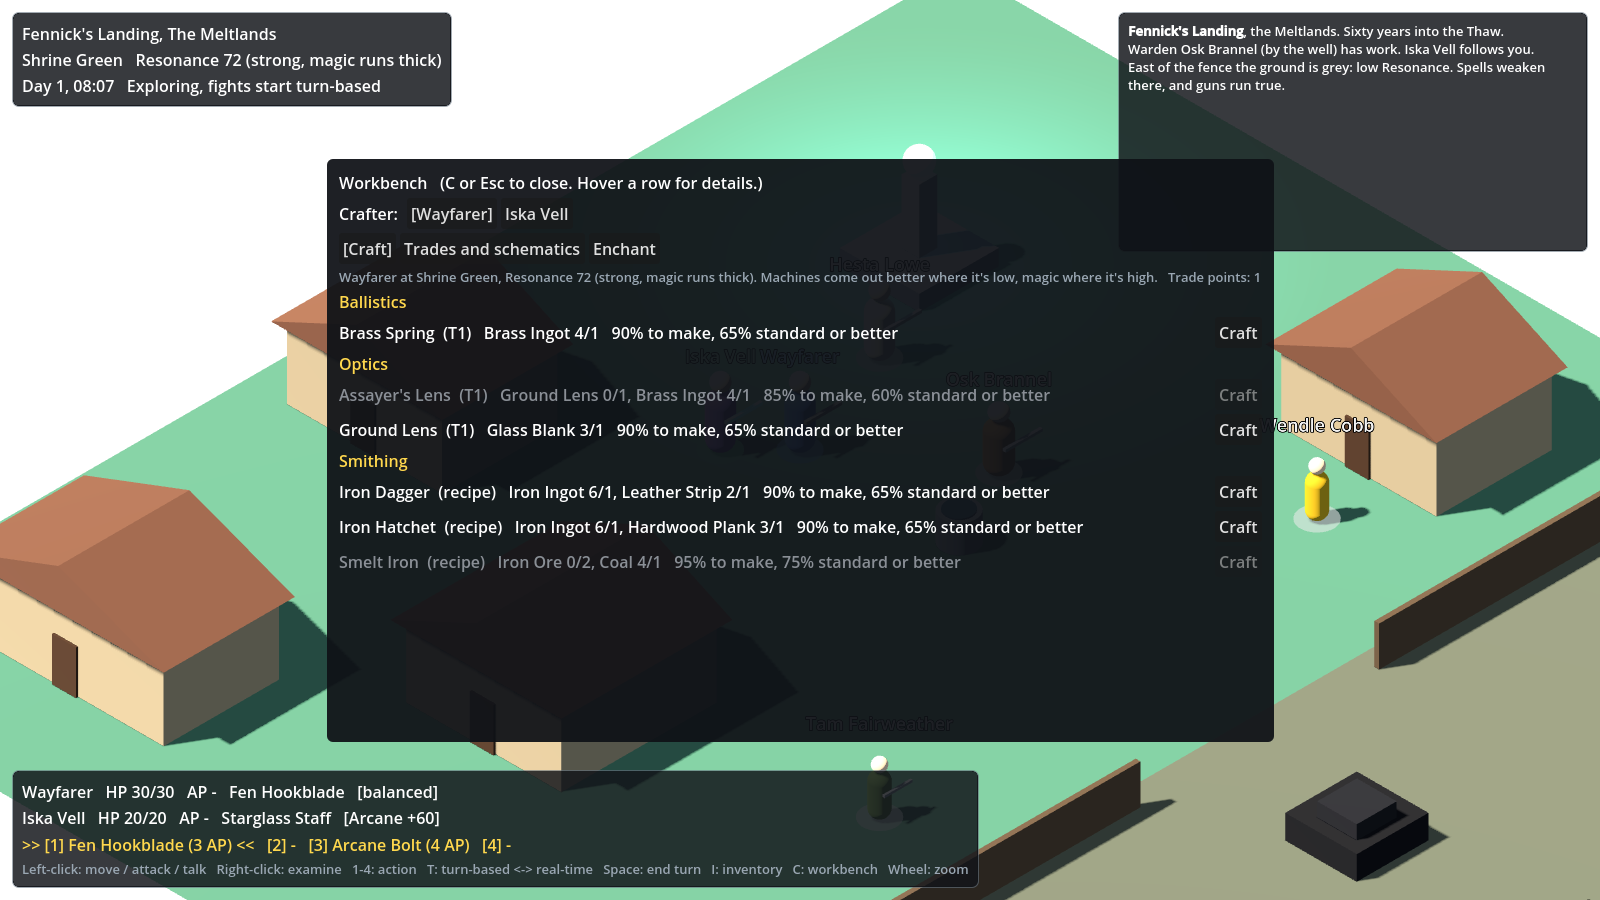 Fennick's Landing, The Meltlands
Shrine Green   Resonance 72 (strong, magic runs thick)
Day 1, 08:07   Exploring, fights start turn-based
Fennick's Landing, the Meltlands. Sixty years into the Thaw.
Warden Osk Brannel (by the well) has work. Iska Vell follows you.
East of the fence the ground is grey: low Resonance. Spells weaken
there, and guns run true.
Workbench   (C or Esc to close. Hover a row for details.)
Crafter:   [Wayfarer]   Iska Vell
[Craft]   Trades and schematics   Enchant
Hesta Lowe
Wayfarer at Shrine Green, Resonance 72 (strong, magic runs thick). Machines come out better where it's low, magic where it's high.   Trade points: 1
Ballistics
Brass Spring  (T1)   Brass Ingot 4/1   90% to make, 65% standard or better   Craft
Iska Vell Wayfarer
Optics
Osk Brannel
Assayer's Lens  (T1)   Ground Lens 0/1, Brass Ingot 4/1   85% to make, 60% standard or better   Craft
Ground Lens  (T1)   Glass Blank 3/1   90% to make, 65% standard or better   Craft
Wendle Cobb
Smithing
Iron Dagger  (recipe)   Iron Ingot 6/1, Leather Strip 2/1   90% to make, 65% standard or better   Craft
Iron Hatchet  (recipe)   Iron Ingot 6/1, Hardwood Plank 3/1   90% to make, 65% standard or better   Craft
Smelt Iron  (recipe)   Iron Ore 0/2, Coal 4/1   95% to make, 75% standard or better   Craft
Tam Fairweather
Wayfarer   HP 30/30   AP -   Fen Hookblade   [balanced]
Iska Vell   HP 20/20   AP -   Starglass Staff   [Arcane +60]
>> [1] Fen Hookblade (3 AP) <<   [2] -   [3] Arcane Bolt (4 AP)   [4] -
Left-click: move / attack / talk   Right-click: examine   1-4: action   T: turn-based <-> real-time   Space: end turn   I: inventory   C: workbench   Wheel: zoom